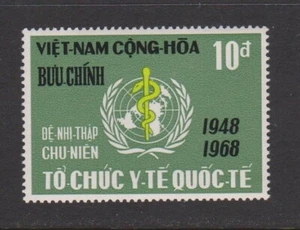 VIỆT-NAM CỘNG-HÒA
10đ
BƯU-CHÍNH
ĐỆ-NHỊ-THẬP
CHU-NIÊN
1948
1968
TỔ-CHỨC Y-TẾ QUỐC-TẾ